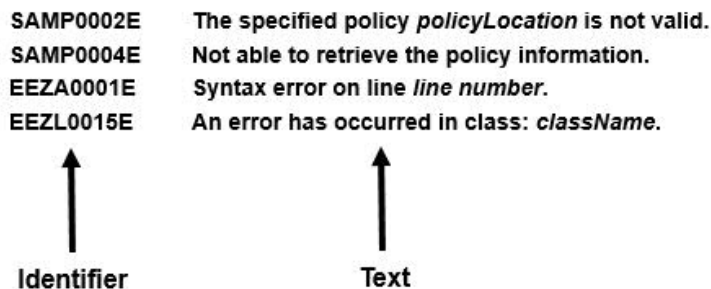 SAMP0002E The specified policy policyLocation is not valid.
SAMP0004E Not able to retrieve the policy information.
EEZA0001E Syntax error on line line number.
EEZL0015E An error has occurred in class: className.
Identifier Text